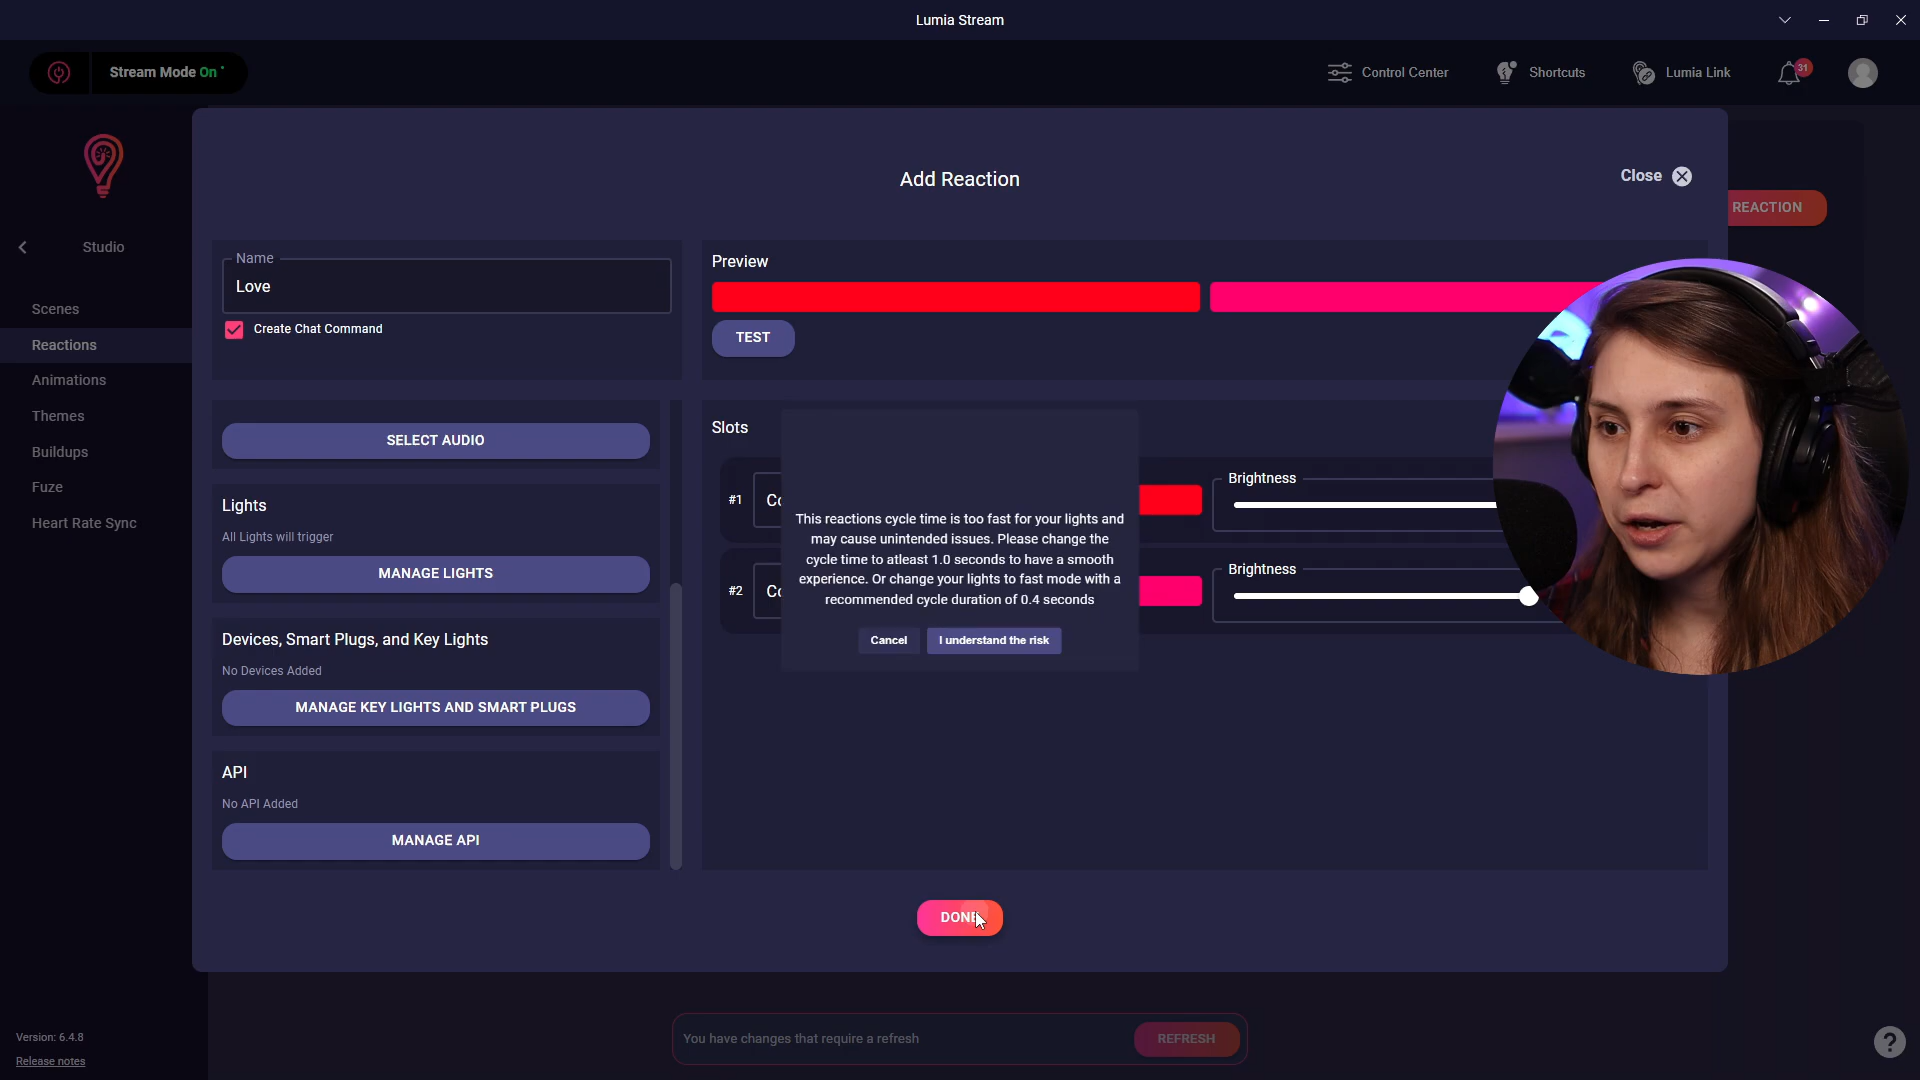 Lumia Stream
Stream Mode On
Control Center
Shortcuts
Lumia Link
31
Add Reaction
Close
REACTION
Studio
Scenes
Reactions
Animations
Themes
Buildups
Fuze
Heart Rate Sync
Name
Love
Create Chat Command
Preview
TEST
SELECT AUDIO
Lights
All Lights will trigger
MANAGE LIGHTS
Devices, Smart Plugs, and Key Lights
No Devices Added
MANAGE KEY LIGHTS AND SMART PLUGS
API
No API Added
MANAGE API
Slots
#1
Brightness
#2
Brightness
This reactions cycle time is too fast for your lights and
may cause unintended issues. Please change the
cycle time to atleast 1.0 seconds to have a smooth
experience. Or change your lights to fast mode with a
recommended cycle duration of 0.4 seconds
Cancel
I understand the risk
DONE
You have changes that require a refresh
REFRESH
Version: 6.4.8
Release notes
?